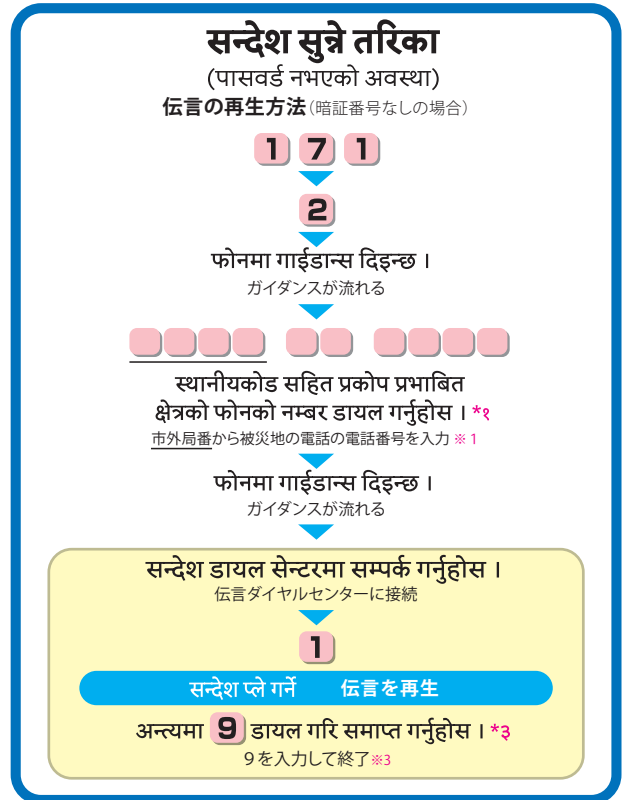 सन्देश सुन्ने तरिका
(पासवर्ड नभएको अवस्था)
伝言の再生方法（暗証番号なしの場合）
1 7 1
2
फोनमा गाईडान्स दिइन्छ ।
ガイダンスが流れる
स्थानीयकोड सहित प्रकोप प्रभाबित
क्षेत्रको फोनको नम्बर डायल गर्नुहोस । *१
市外局番から被災地の電話の電話番号を入力 ※1
फोनमा गाईडान्स दिइन्छ ।
ガイダンスが流れる
सन्देश डायल सेन्टरमा सम्पर्क गर्नुहोस ।
伝言ダイヤルセンターに接続
1
सन्देश प्ले गर्ने 伝言を再生
अन्त्यमा 9 डायल गरि समाप्त गर्नुहोस । *३
９を入力して終了※3